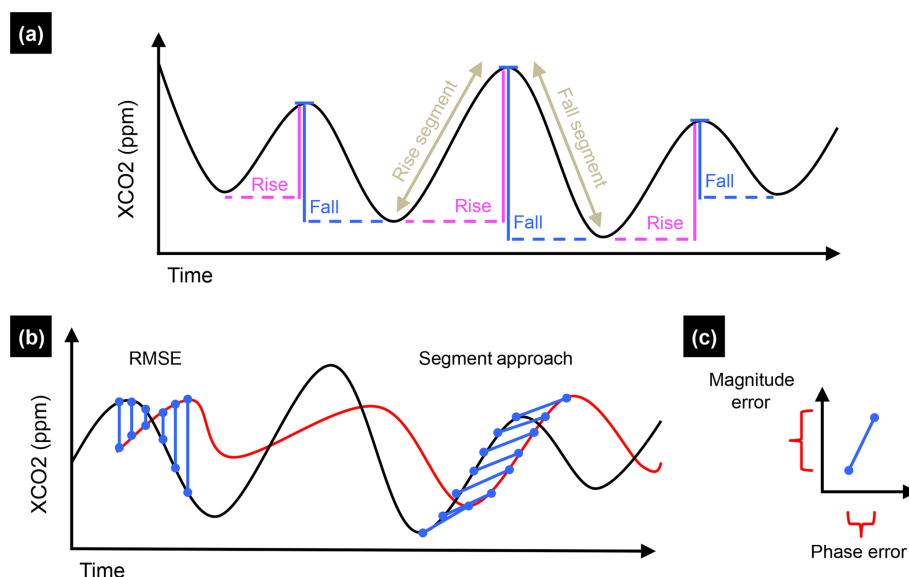 (a)
XCO2 (ppm)
Rise
Fall
Rise segment
Rise
Fall segment
Fall
Rise
Fall
Time
(b)
XCO2 (ppm)
RMSE
Segment approach
Time
(c)
Magnitude
error
Phase error